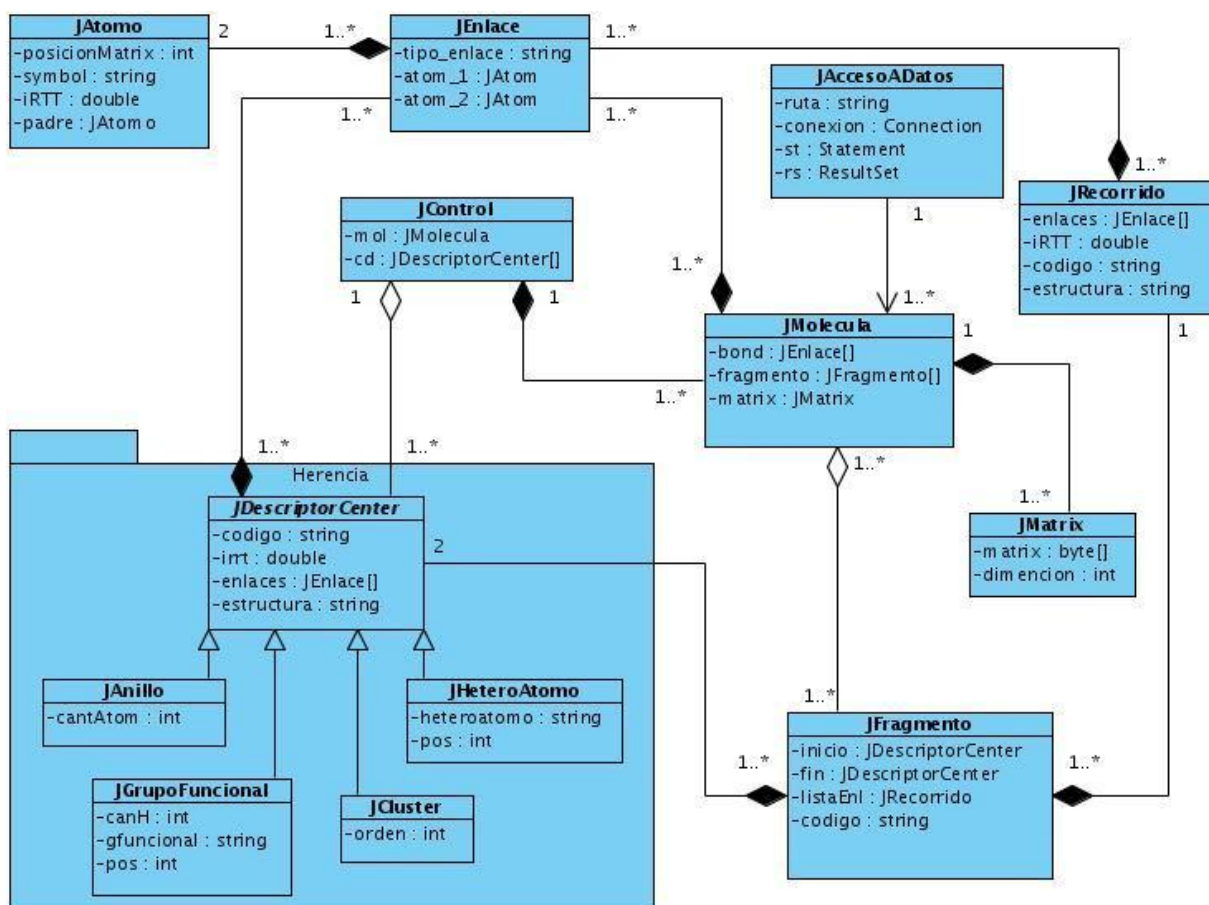 JAtomo
-posicionMatrix : int
-symbol : string
-iRTT : double
-padre : JAtomo
2
1..*
JEnlace
-tipo_enlace : string
-atom_1 : JAtom
-atom_2 : JAtom
1..*
1..*
1..*
JAccesoADatos
-ruta : string
-conexion : Connection
-st : Statement
-rs : ResultSet
1
1..*
1..*
JRecorrido
-enlaces : JEnlace[]
-iRTT : double
-codigo : string
-estructura : string
1
JControl
-mol : JMolecula
-cd : JDescriptorCenter[]
1
1
1..*
1..*
JMolecula
-bond : JEnlace[]
-fragmento : JFragmento[]
-matrix : JMatrix
1
1..*
1..*
JMatrix
-matrix : byte[]
-dimencion : int
1..*
1..*
Herencia
JDescriptorCenter
-codigo : string
-irrt : double
-enlaces : JEnlace[]
-estructura : string
2
JAnillo
-cantAtom : int
JHeteroAtomo
-heteroatomo : string
-pos : int
JGrupoFuncional
-canH : int
-gfuncional : string
-pos : int
JCluster
-orden : int
1..*
1..*
JFragmento
-inicio : JDescriptorCenter
-fin : JDescriptorCenter
-listaEnl : JRecorrido
-codigo : string
1..*